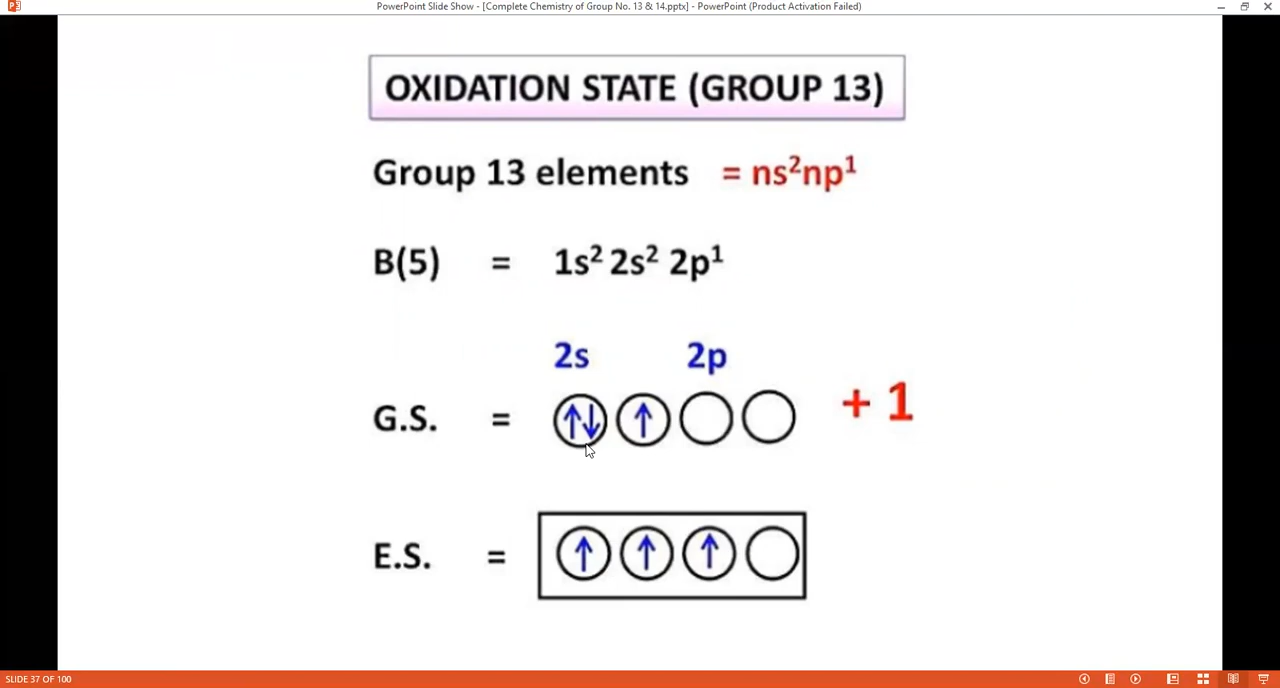 PowerPoint Slide Show - [Complete Chemistry of Group No. 13 & 14.pptx] - PowerPoint (Product Activation Failed)
OXIDATION STATE (GROUP 13)
Group 13 elements = ns²np¹
B(5) = 1s² 2s² 2p¹
2s 2p
G.S. = ↑↓ ↑ + 1
E.S. = ↑ ↑ ↑
SLIDE 37 OF 100